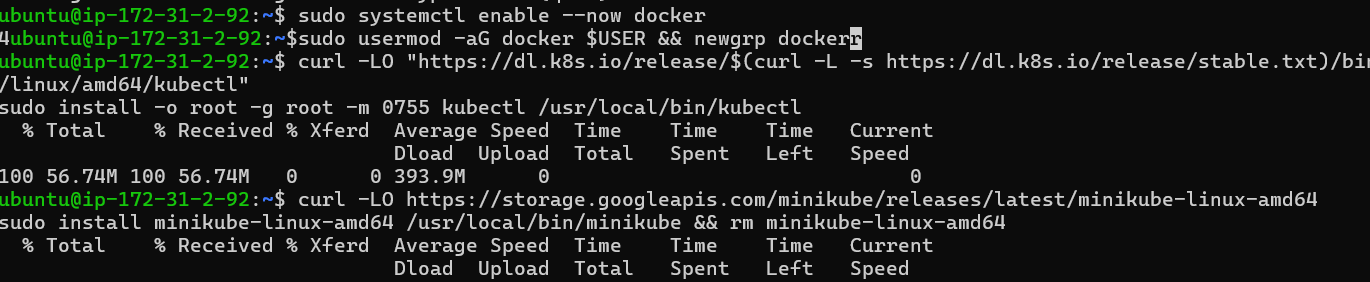 ubuntu@ip-172-31-2-92:~$ sudo systemctl enable --now docker
4ubuntu@ip-172-31-2-92:~$sudo usermod -aG docker $USER && newgrp dockerr
ubuntu@ip-172-31-2-92:~$ curl -LO "https://dl.k8s.io/release/$(curl -L -s https://dl.k8s.io/release/stable.txt)/bin
/linux/amd64/kubectl"
sudo install -o root -g root -m 0755 kubectl /usr/local/bin/kubectl
  % Total    % Received % Xferd  Average Speed  Time    Time    Time   Current
                                 Dload  Upload  Total   Spent   Left   Speed
100 56.74M 100 56.74M   0      0 393.9M      0                              0
ubuntu@ip-172-31-2-92:~$ curl -LO https://storage.googleapis.com/minikube/releases/latest/minikube-linux-amd64
sudo install minikube-linux-amd64 /usr/local/bin/minikube && rm minikube-linux-amd64
  % Total    % Received % Xferd  Average Speed  Time    Time    Time   Current
                                 Dload  Upload  Total   Spent   Left   Speed